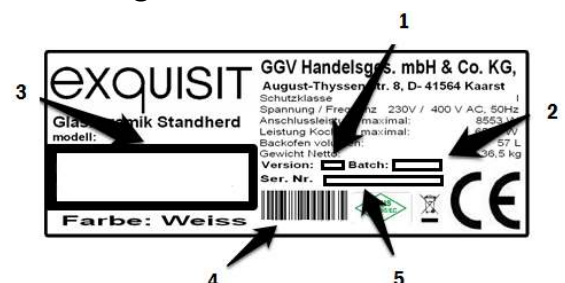 1
exquisit
GGV Handelsges. mbH & Co. KG,
August-Thyssen Str. 8, D- 41564 Kaarst
Schutzklasse I
Spannung / Frequenz 230V / 400 V AC, 50Hz
3
2
Glaskeramik Standherd
Anschlussleistung maximal: 8553 W
modell:
Leistung Kochfeld maximal:
Backofen volumen: 57 L
Gewicht Netto: 36,5 kg
Version: Batch:
Ser. Nr.
Farbe: Weiss
CE
4
5